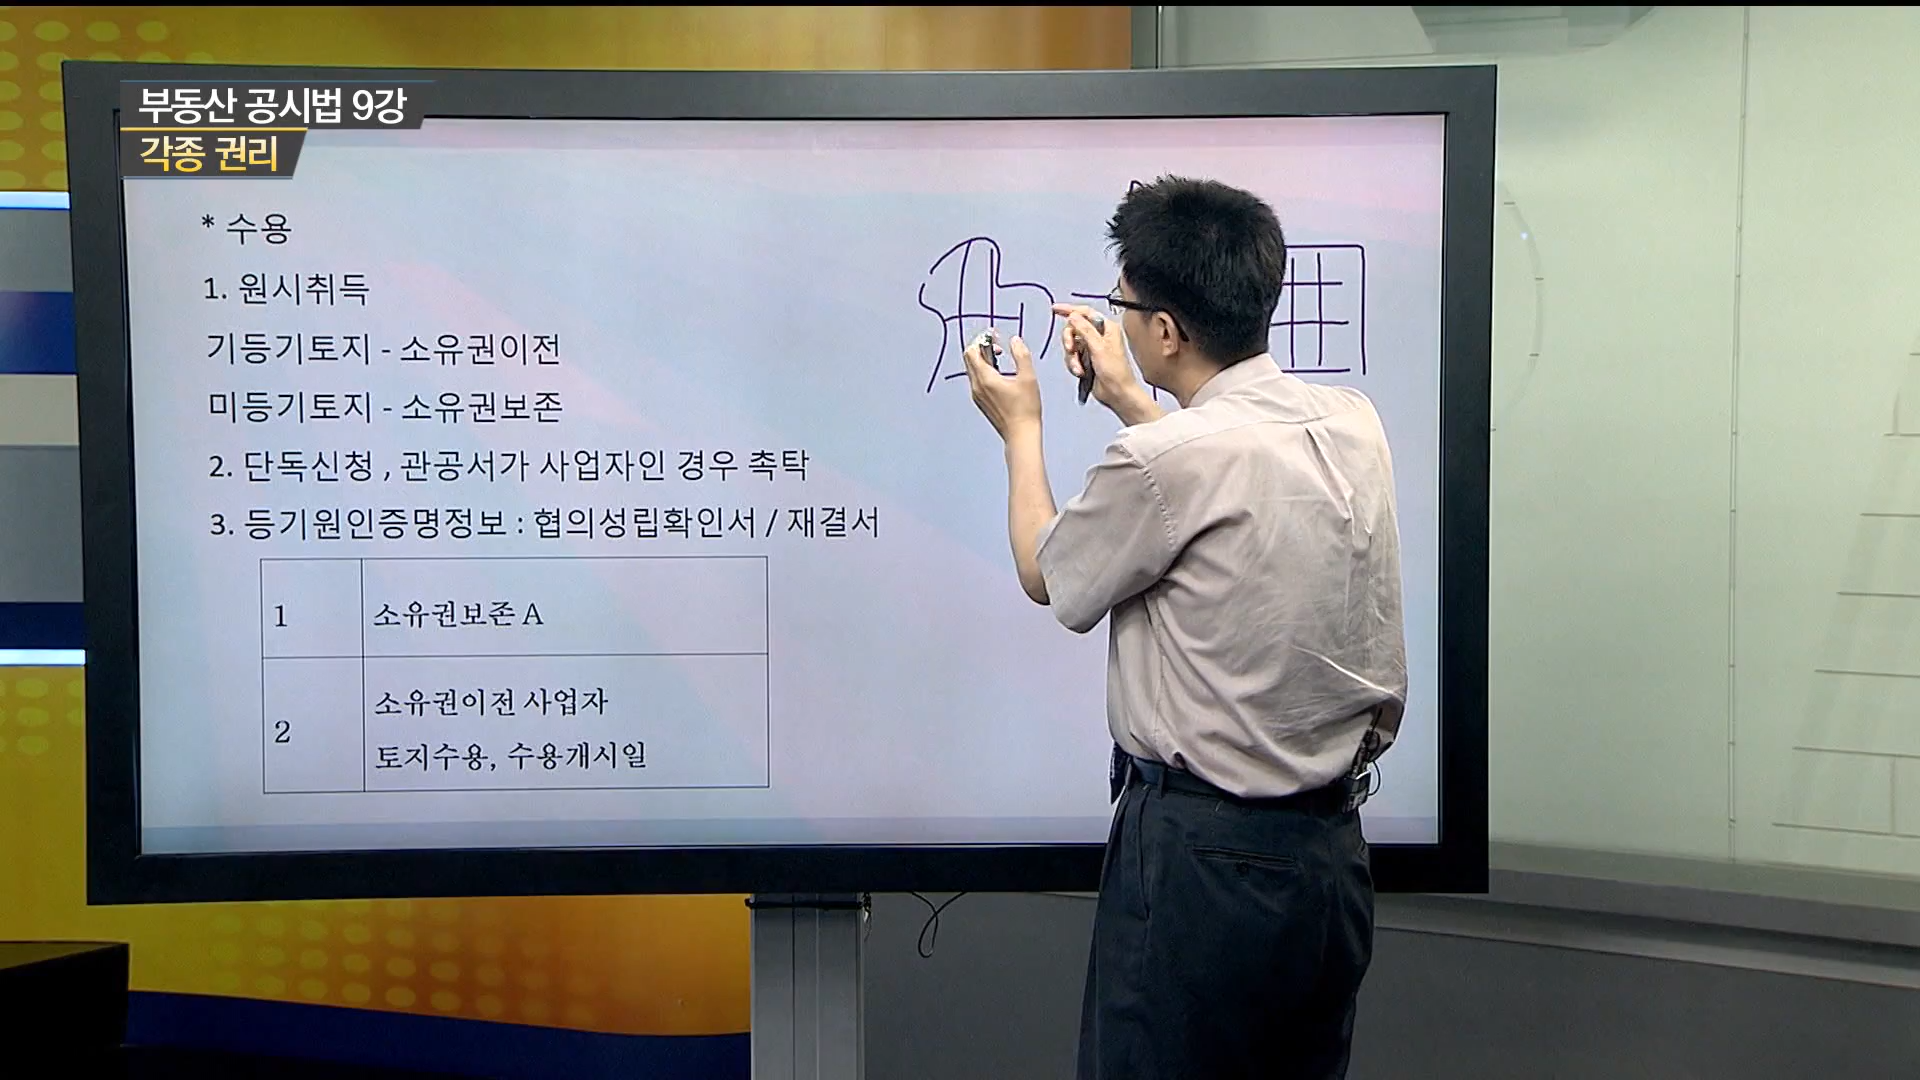 부동산 공시법 9강
각종 권리
* 수용
1. 원시취득
기등기토지 - 소유권이전
미등기토지 - 소유권보존
2. 단독신청 , 관공서가 사업자인 경우 촉탁
3. 등기원인증명정보 : 협의성립확인서 / 재결서
1 소유권보존 A
2 소유권이전 사업자
토지수용, 수용개시일